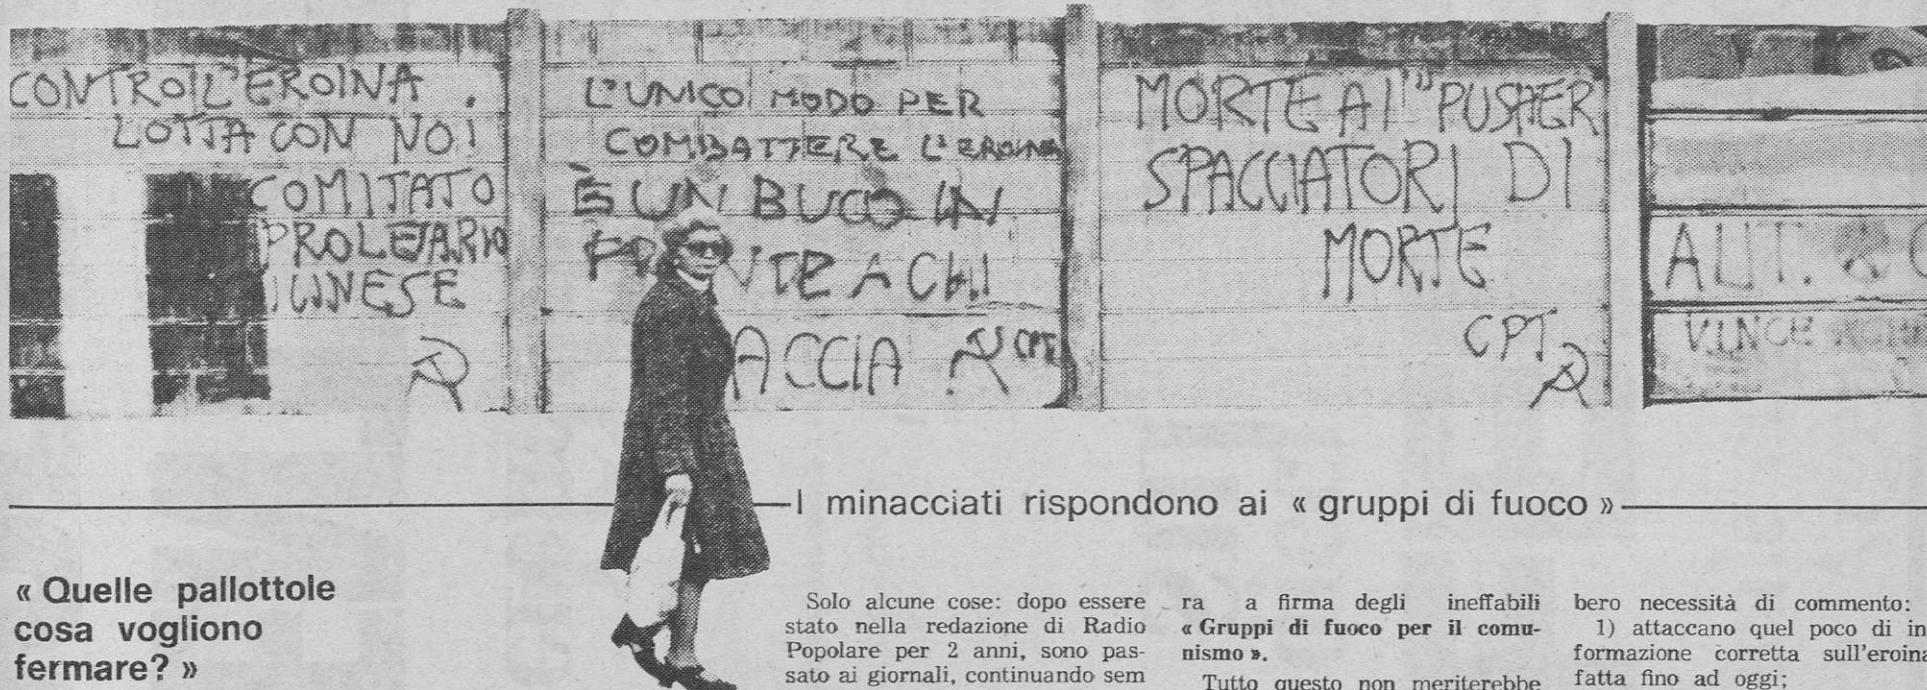 CONTRO L'EROINA
LOTTA CON NOI
COMITATO
PROLETARIO
L'UNICO MODO PER
COMBATTERE L'EROINA
È UN BUCO IN
A CHI
ACCIA CPT
MORTE AI "PUSHER
SPACCIATORI DI
MORTE
CPT
AUT. & C
VINCE
I minacciati rispondono ai « gruppi di fuoco »
« Quelle pallottole
cosa vogliono
fermare? »
Solo alcune cose: dopo essere
stato nella redazione di Radio
Popolare per 2 anni, sono pas-
sato ai giornali, continuando sem
ra a firma degli ineffabili
« Gruppi di fuoco per il comu-
nismo ».
Tutto questo non meriterebbe
bero necessità di commento:
1) attaccano quel poco di in
formazione corretta sull'eroina
fatta fino ad oggi;